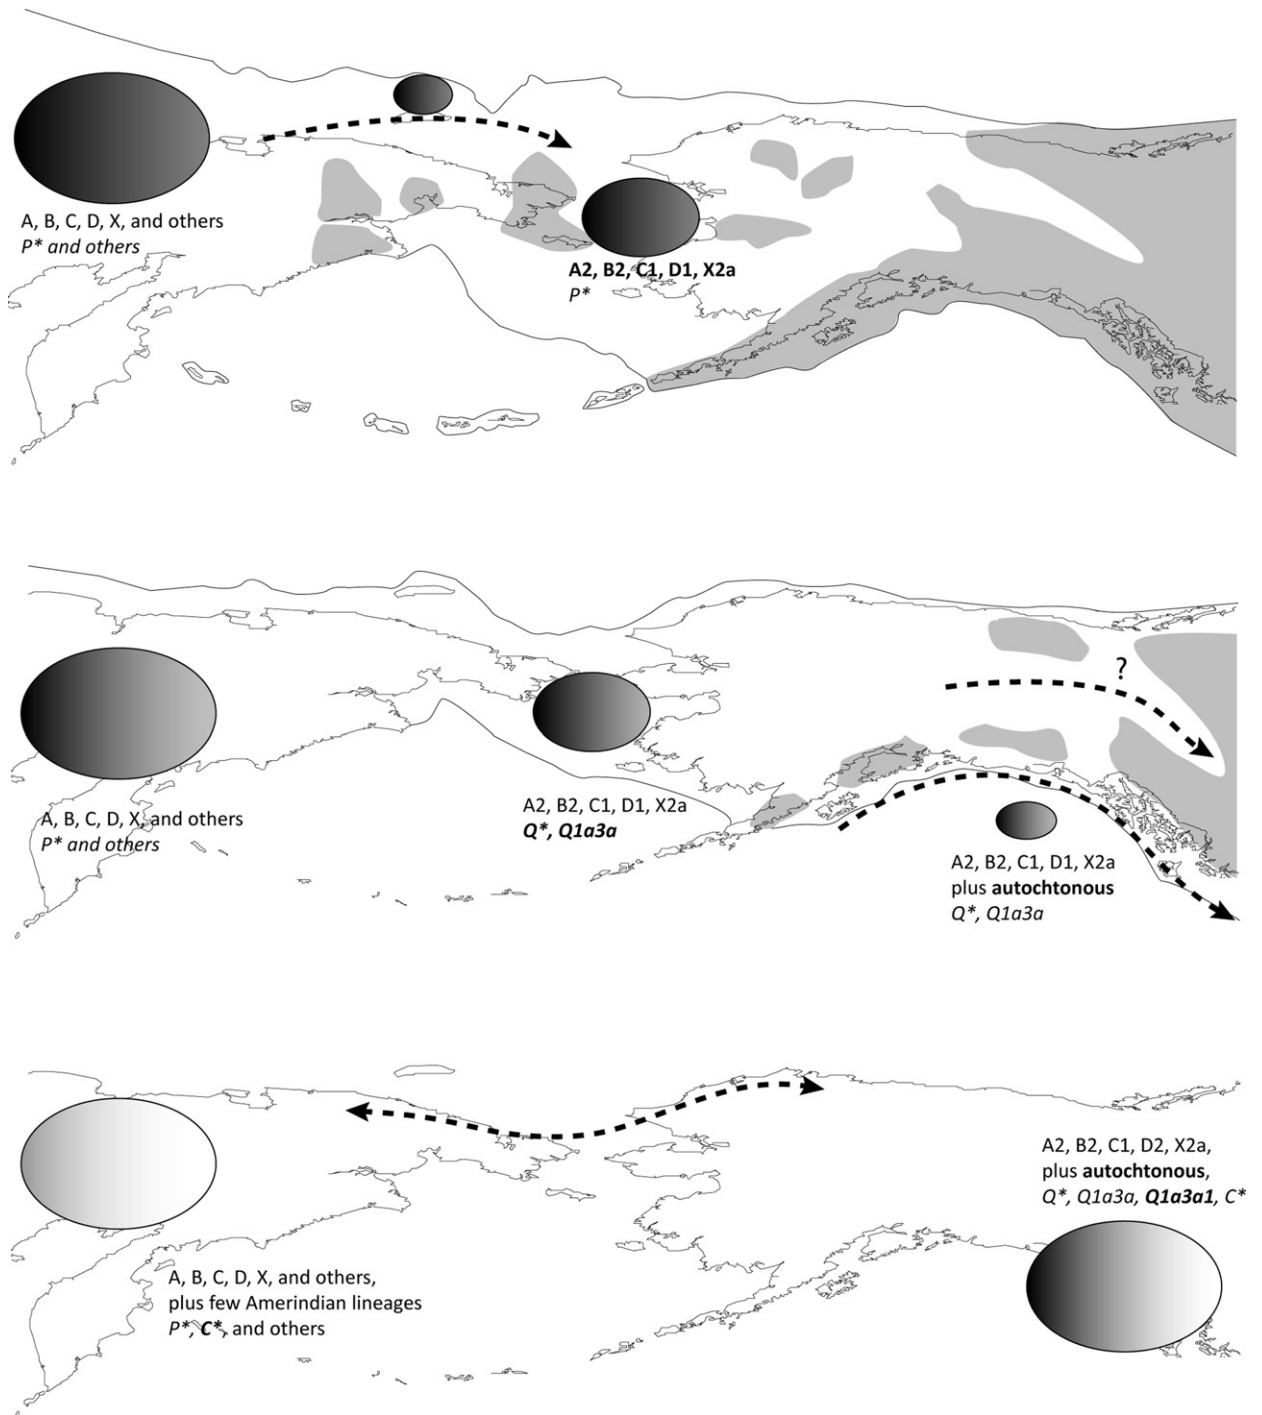 A, B, C, D, X, and others
P* and others
A2, B2, C1, D1, X2a
P*
?
A, B, C, D, X, and others
P* and others
A2, B2, C1, D1, X2a
Q*, Q1a3a
A2, B2, C1, D1, X2a
plus autochtonous
Q*, Q1a3a
A2, B2, C1, D2, X2a,
plus autochtonous,
Q*, Q1a3a, Q1a3a1, C*
A, B, C, D, X, and others,
plus few Amerindian lineages
P*, C*, and others